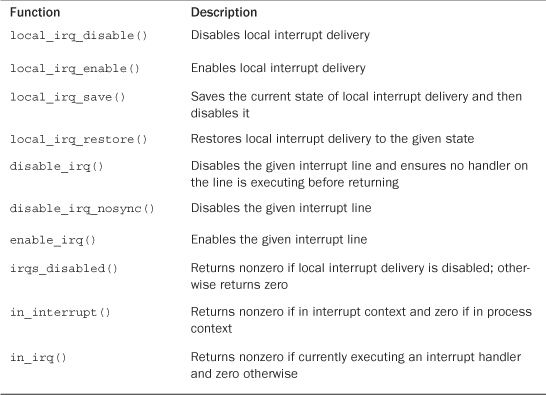 Function Description
local_irq_disable() Disables local interrupt delivery
local_irq_enable() Enables local interrupt delivery
local_irq_save() Saves the current state of local interrupt delivery and then
disables it
local_irq_restore() Restores local interrupt delivery to the given state
disable_irq() Disables the given interrupt line and ensures no handler on
the line is executing before returning
disable_irq_nosync() Disables the given interrupt line
enable_irq() Enables the given interrupt line
irqs_disabled() Returns nonzero if local interrupt delivery is disabled; other-
wise returns zero
in_interrupt() Returns nonzero if in interrupt context and zero if in process
context
in_irq() Returns nonzero if currently executing an interrupt handler
and zero otherwise